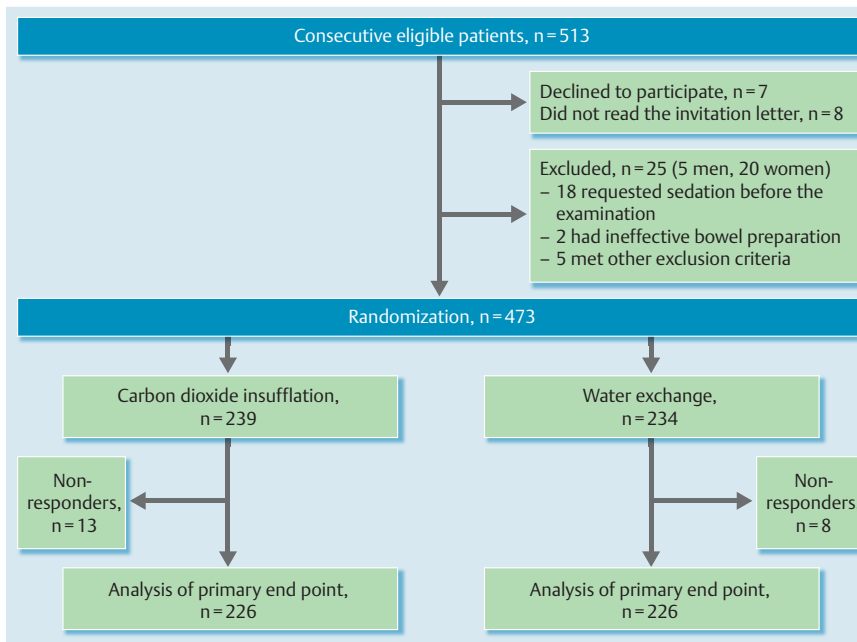 Consecutive eligible patients, n = 513
Declined to participate, n = 7
Did not read the invitation letter, n = 8
Excluded, n = 25 (5 men, 20 women)
– 18 requested sedation before the
examination
– 2 had ineffective bowel preparation
– 5 met other exclusion criteria
Randomization, n = 473
Carbon dioxide insufflation,
n = 239
Water exchange,
n = 234
Non-
responders,
n = 13
Non-
responders
n = 8
Analysis of primary end point,
n = 226
Analysis of primary end point,
n = 226